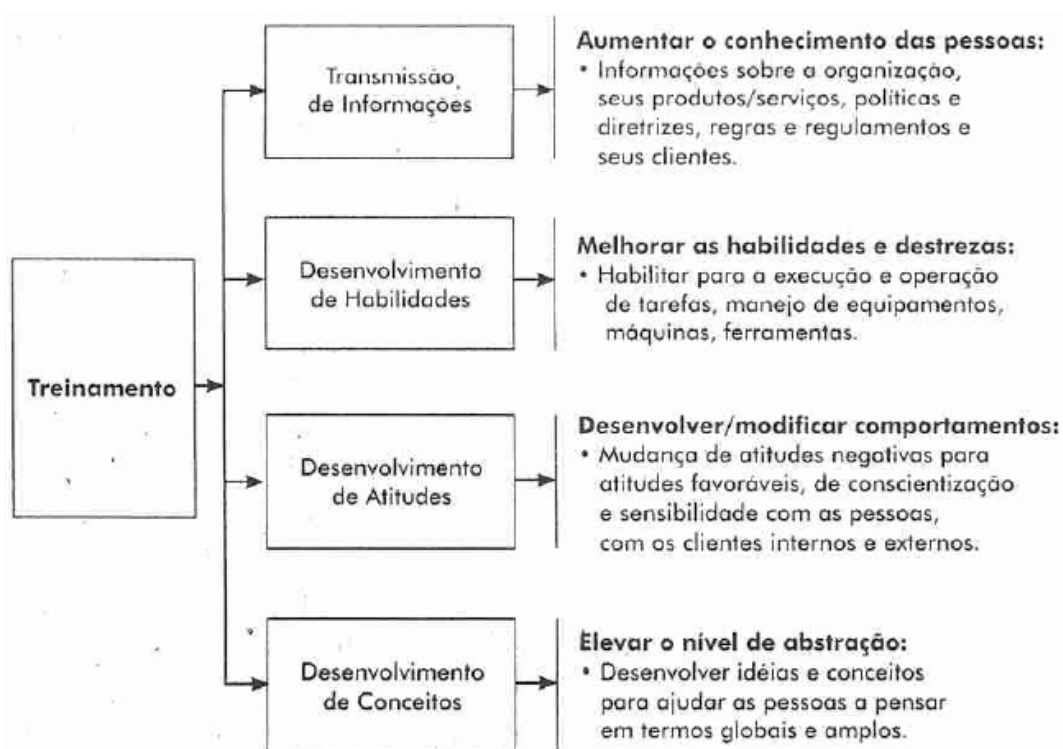 Treinamento
Transmissão
de Informações
Aumentar o conhecimento das pessoas:
• Informações sobre a organização,
seus produtos/serviços, políticas e
diretrizes, regras e regulamentos e
seus clientes.
Desenvolvimento
de Habilidades
Melhorar as habilidades e destrezas:
• Habilitar para a execução e operação
de tarefas, manejo de equipamentos,
máquinas, ferramentas.
Desenvolvimento
de Atitudes
Desenvolver/modificar comportamentos:
• Mudança de atitudes negativas para
atitudes favoráveis, de conscientização
e sensibilidade com as pessoas,
com os clientes internos e externos.
Desenvolvimento
de Conceitos
Elevar o nível de abstração:
• Desenvolver idéias e conceitos
para ajudar as pessoas a pensar
em termos globais e amplos.